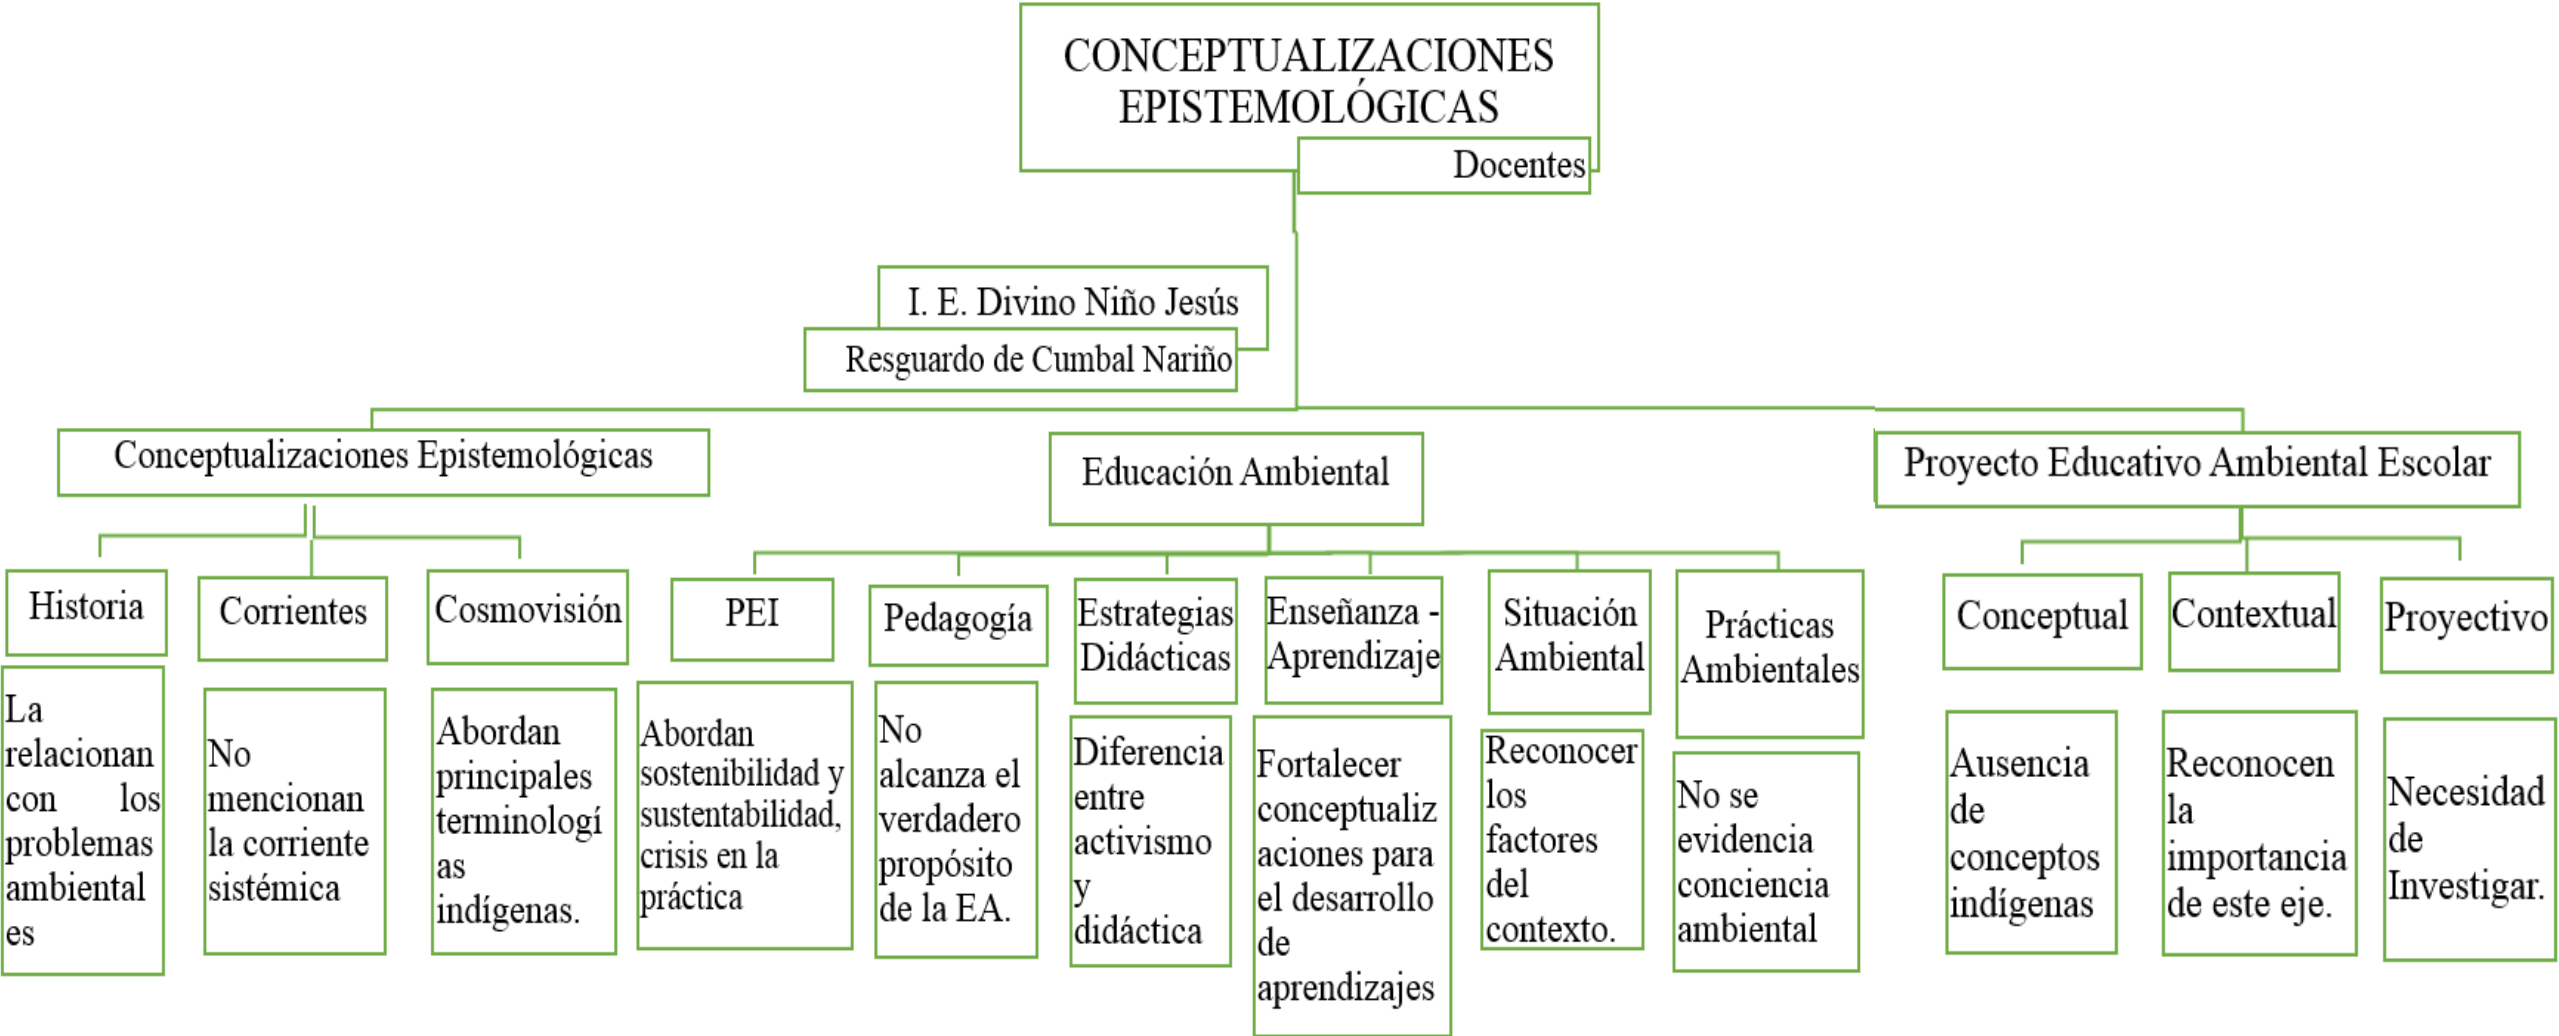 CONCEPTUALIZACIONES
EPISTEMOLÓGICAS
Docentes
I. E. Divino Niño Jesús
Resguardo de Cumbal Nariño
Conceptualizaciones Epistemológicas
Educación Ambiental
Proyecto Educativo Ambiental Escolar
Historia
Corrientes
Cosmovisión
PEI
Pedagogía
Estrategias
Didácticas
Enseñanza -
Aprendizaje
Situación
Ambiental
Prácticas
Ambientales
Conceptual
Contextual
Proyectivo
La
relacionan
con los
problemas
ambiental
es
No
mencionan
la corriente
sistémica
Abordan
principales
terminologí
as
indígenas.
Abordan
sostenibilidad y
sustentabilidad,
crisis en la
práctica
No
alcanza el
verdadero
propósito
de la EA.
Diferencia
entre
activismo
y
didáctica
Fortalecer
conceptualiz
aciones para
el desarrollo
de
aprendizajes
Reconocer
los
factores
del
contexto.
No se
evidencia
conciencia
ambiental
Ausencia
de
conceptos
indígenas
Reconocen
la
importancia
de este eje.
Necesidad
de
Investigar.